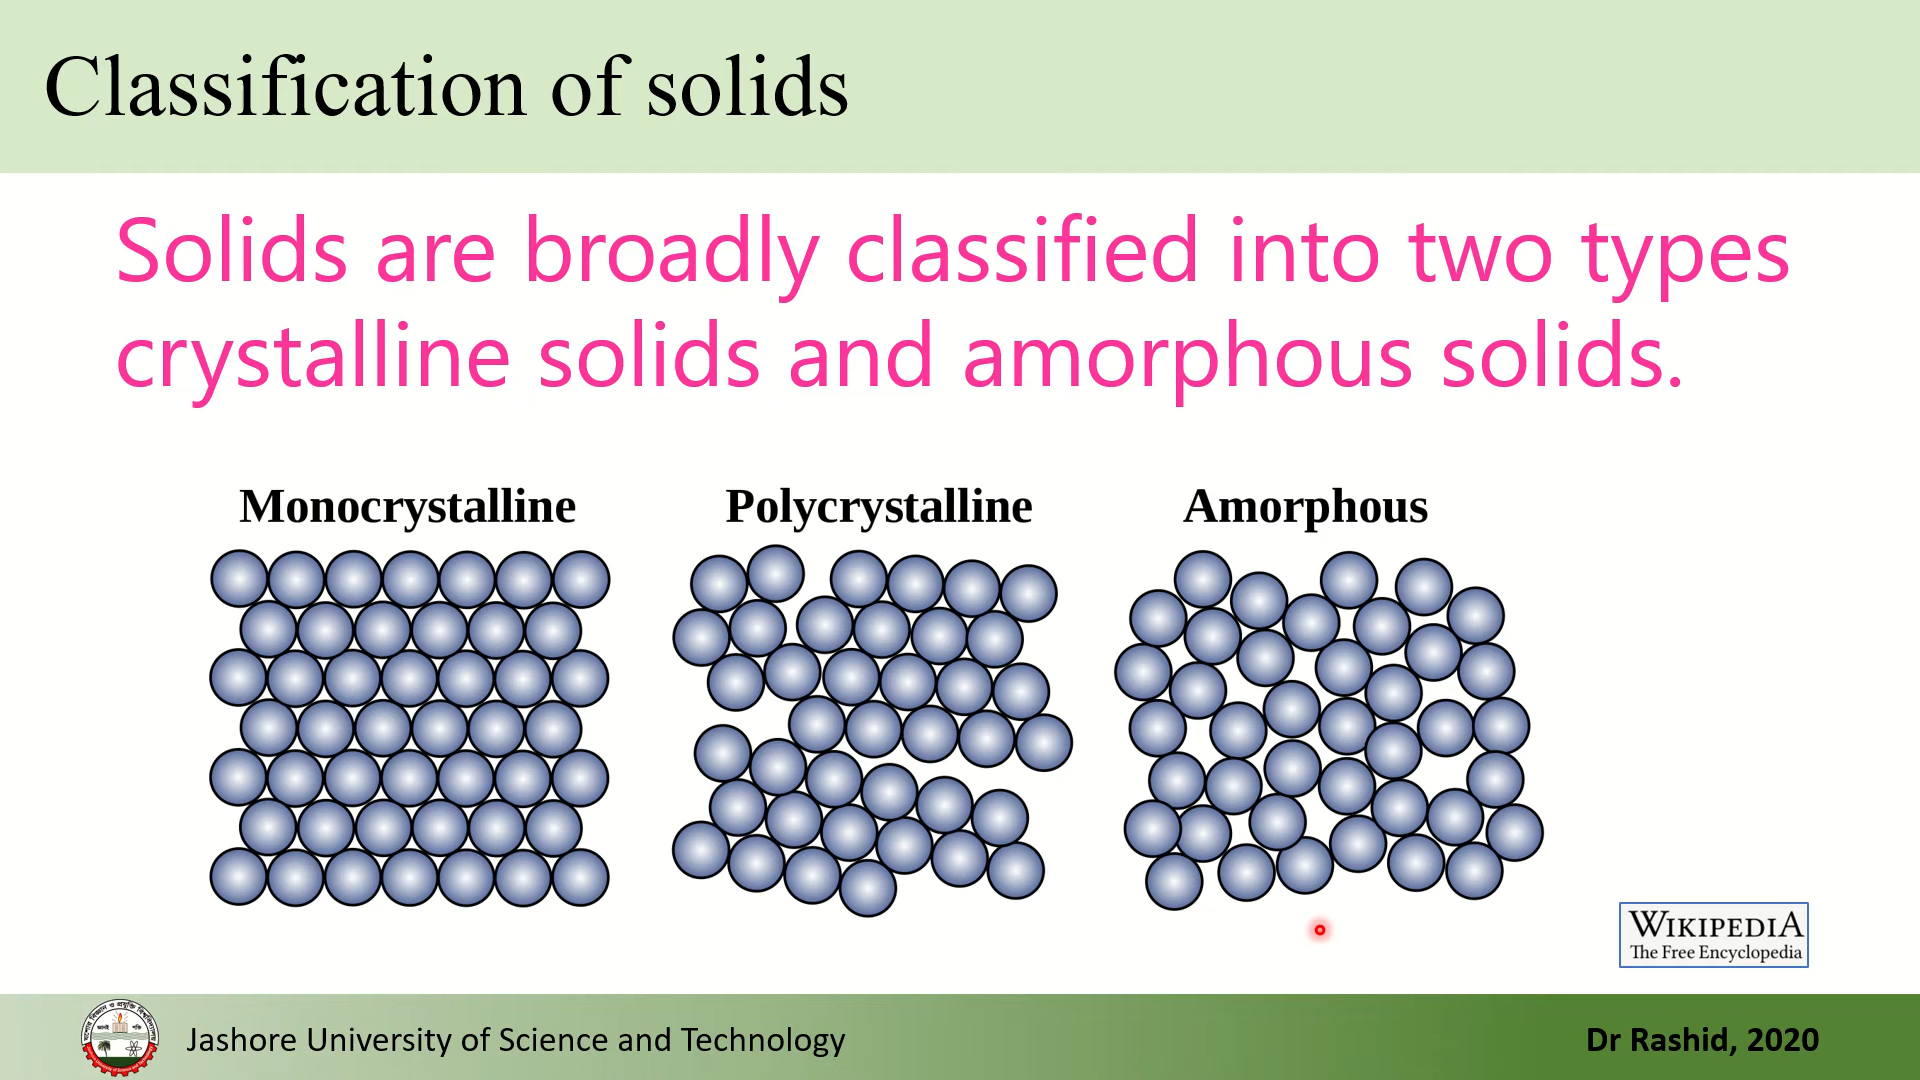 Classification of solids
Solids are broadly classified into two types
crystalline solids and amorphous solids.
Monocrystalline Polycrystalline Amorphous
WIKIPEDIA
The Free Encyclopedia
Jashore University of Science and Technology
Dr Rashid, 2020